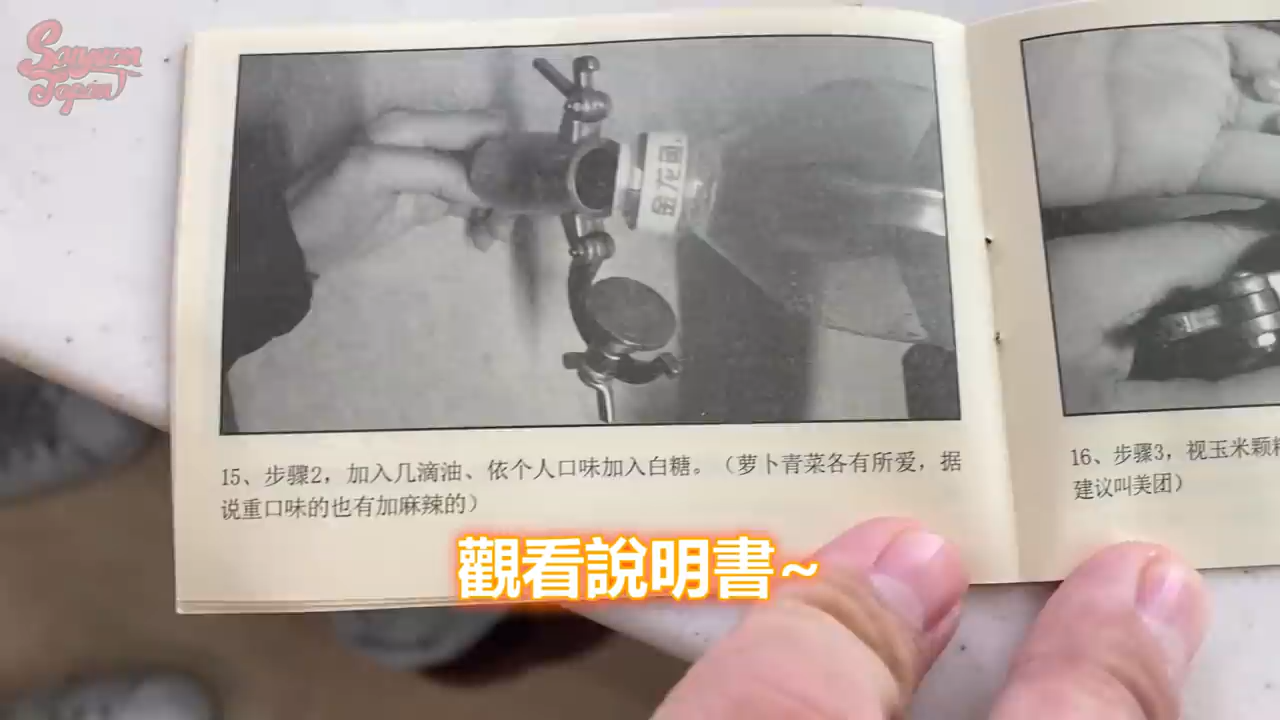 Sanyuan
Japan
金龙鱼
15、步骤2，加入几滴油、依个人口味加入白糖。（萝卜青菜各有所爱，据
说重口味的也有加麻辣的）
16、步骤3，视玉米颗粒
建议叫美团）
觀看說明書~